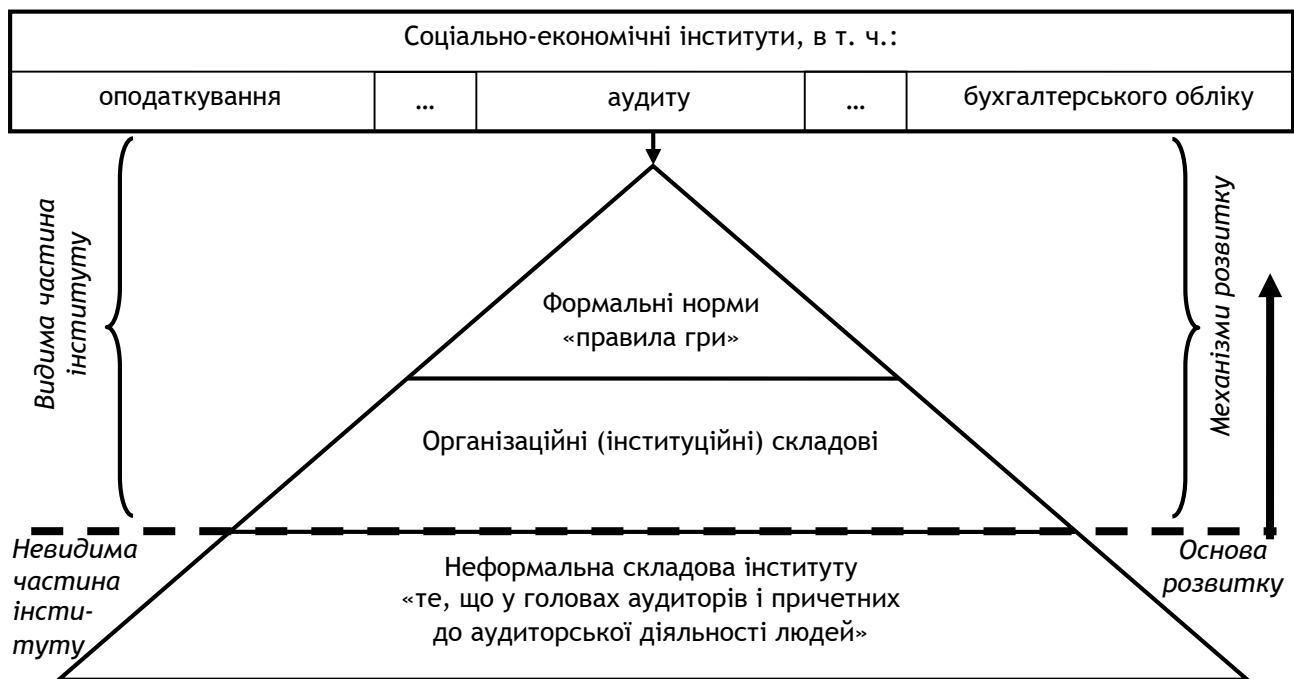 Соціально-економічні інститути, в т. ч.:
оподаткування
...
аудиту
...
бухгалтерського обліку
Видима частина
інституту
Механізми розвитку
Формальні норми
«правила гри»
Організаційні (інституційні) складові
Невидима
частина
інсти-
туту
Основа
розвитку
Неформальна складова інституту
«те, що у головах аудиторів і причетних
до аудиторської діяльності людей»